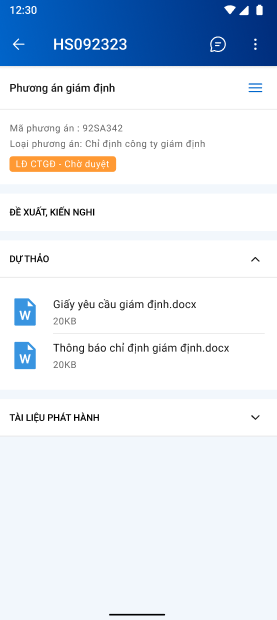 12:30
HS092323
Phương án giám định
Mã phương án : 92SA342
Loại phương án: Chỉ định công ty giám định
LĐ CTGĐ - Chờ duyệt
ĐỀ XUẤT, KIẾN NGHI
DỰ THẢO
W
Giấy yêu cầu giám định.docx
20KB
W
Thông báo chỉ định giám định.docx
20KB
TÀI LIỆU PHÁT HÀNH